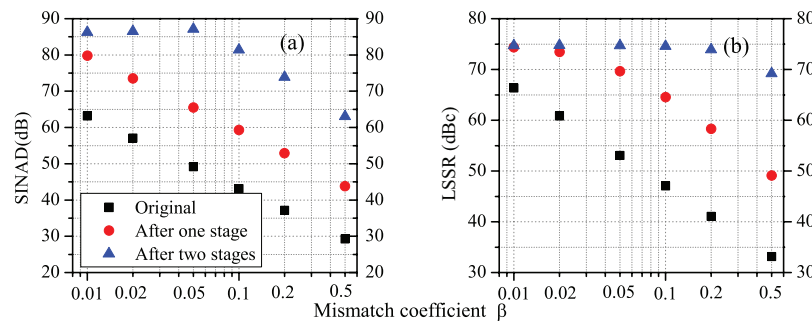 90
80
70
60
50
40
30
20
SINAD(dB)
(a)
Original
After one stage
After two stages
90
80
70
60
50
40
30
20
0.01 0.02 0.05 0.1 0.2 0.5
80
70
60
50
40
30
LSSR (dBc)
(b)
80
70
60
50
40
30
0.01 0.02 0.05 0.1 0.2 0.5
Mismatch coefficient β